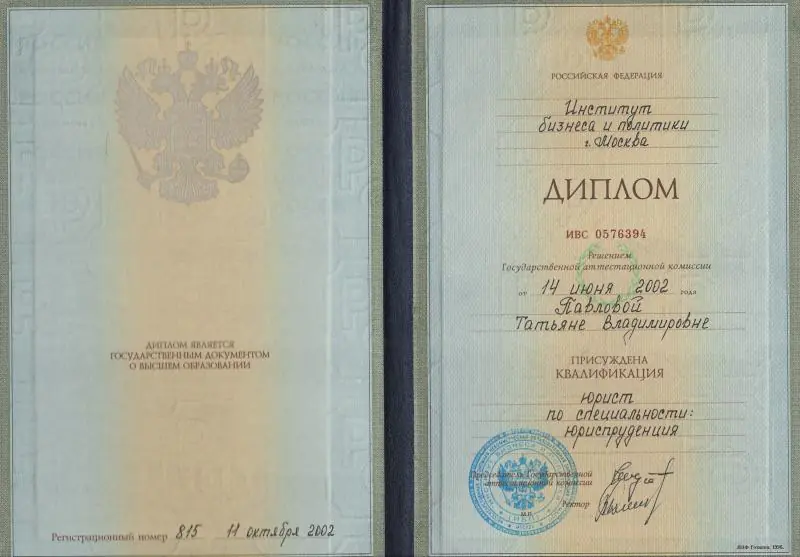 ДИПЛОМ ЯВЛЯЕТСЯ
ГОСУДАРСТВЕННЫМ ДОКУМЕНТОМ
О ВЫСШЕМ ОБРАЗОВАНИИ
Регистрационный номер 815 11 октября 2002
РОССИЙСКАЯ ФЕДЕРАЦИЯ
Институт
бизнеса и политики
г. Москва
ДИПЛОМ
ИВС 0576394
Решением
Государственной аттестационной комиссии
от 14 июня 2002 года
Павловой
Татьяне Владимировне
ПРИСУЖДЕНА
КВАЛИФИКАЦИЯ
юрист
по специальности:
юриспруденция
Председатель Государственной
аттестационной комиссии
Ректор
М.П.